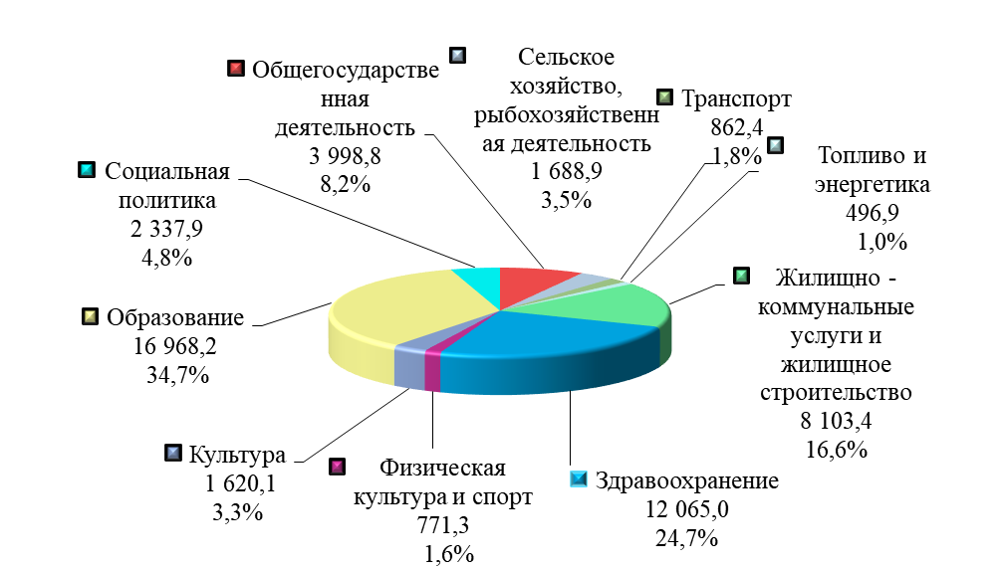 Общегосударстве
нная
деятельность
3 998,8
8,2%
Сельское
хозяйство,
рыбохозяйственн
ая деятельность
1 688,9
3,5%
Транспорт
862,4
1,8%
Топливо и
энергетика
496,9
1,0%
Жилищно -
коммунальные
услуги и
жилищное
строительство
8 103,4
16,6%
Здравоохранение
12 065,0
24,7%
Физическая
культура и спорт
771,3
1,6%
Культура
1 620,1
3,3%
Образование
16 968,2
34,7%
Социальная
политика
2 337,9
4,8%